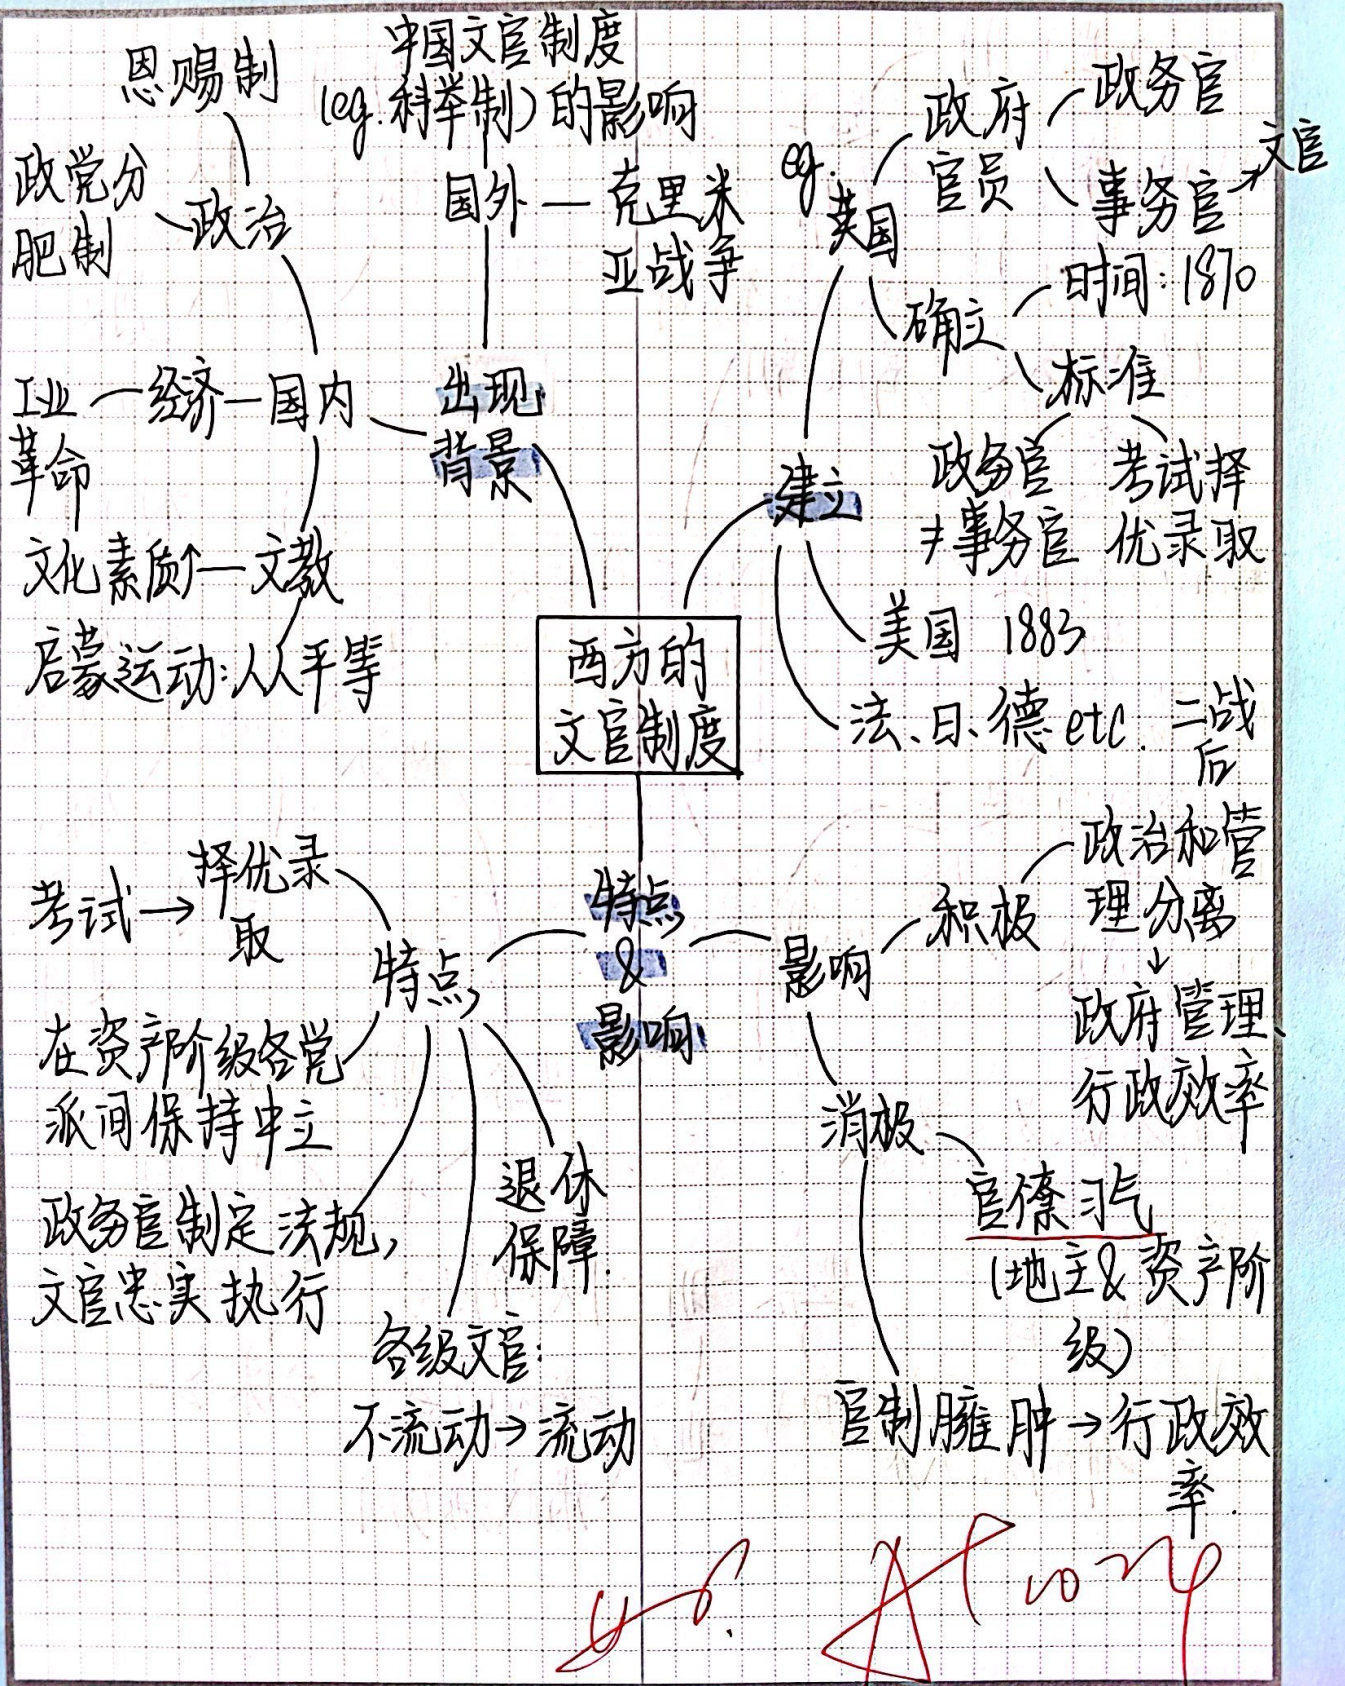 西方的
文官制度
出现
背景
国外
中国文官制度
(eg.科举制)的影响
克里米
亚战争
国内
政治
恩赐制
政党分
肥制
经济
工业
革命
文教
文化素质↑
启蒙运动:人人平等
建立
eg.
英国
政府
官员
政务官
事务官→文官
确立
时间:1870
标准
政务官
≠事务官
考试择
优录取
美国 1883
法、日、德 etc. 二战
后
特点
&
影响
特点
择优录
取
考试→
在资产阶级各党
派间保持中立
政务官制定法规,
文官忠实执行
各级文官:
不流动→流动
退休
保障.
影响
积极
政治和管
理分离
↓
政府管理、
行政效率
消极
官僚习气
(地主&资产阶
级)
官制臃肿→行政效
率.
A+